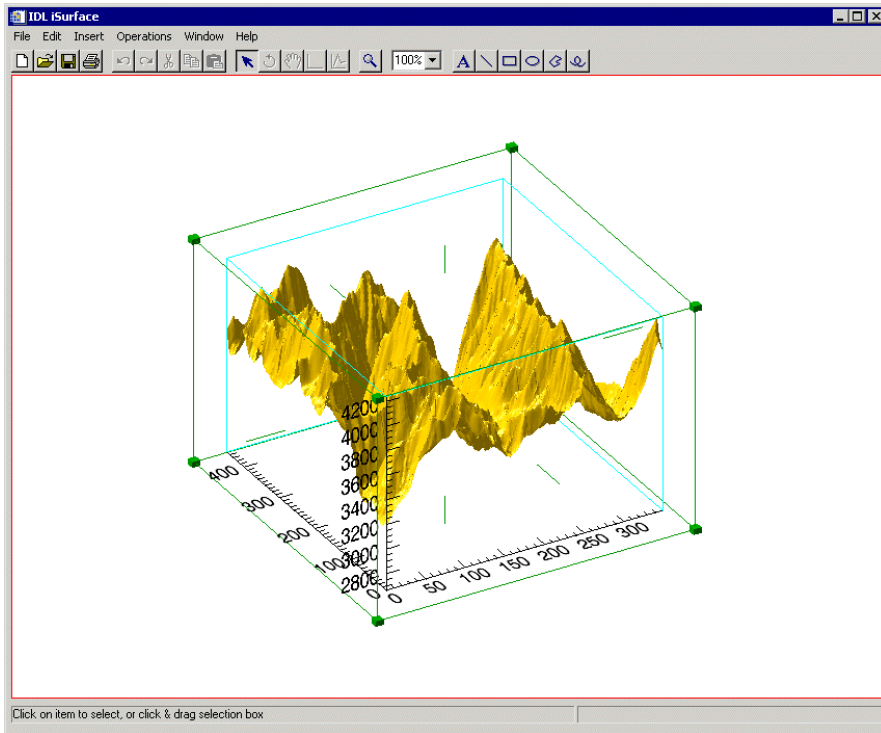 IDL iSurface
File Edit Insert Operations Window Help
100% A
4200
4000
3800
3600
3400
3200
3000
2800
400
300
200
100
0
0 50 100 150 200 250 300
Click on item to select, or click & drag selection box